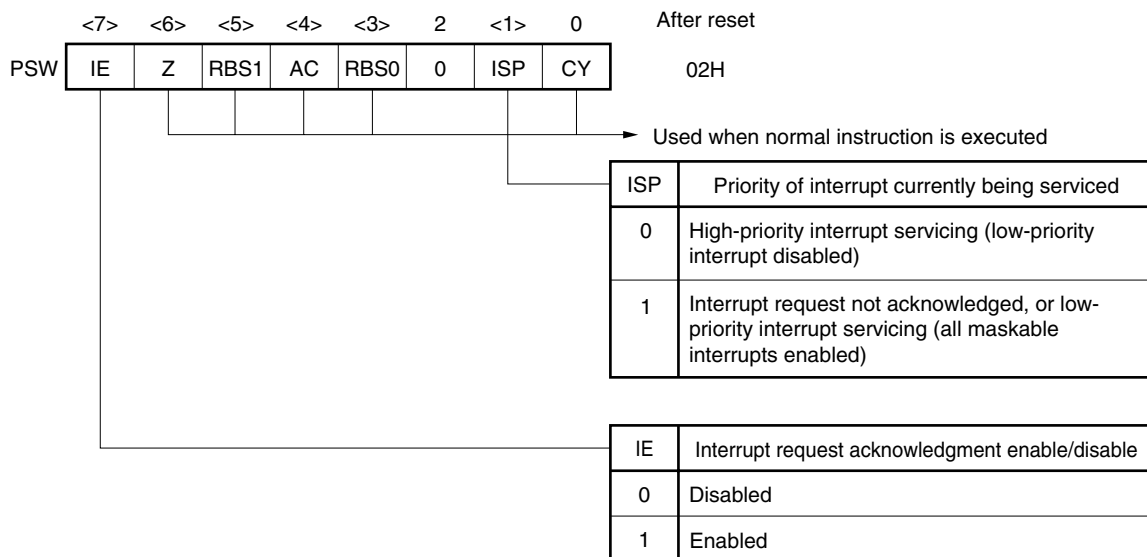 <7> <6> <5> <4> <3> 2 <1> 0 After reset
PSW IE Z RBS1 AC RBS0 0 ISP CY 02H
Used when normal instruction is executed
ISP Priority of interrupt currently being serviced
0 High-priority interrupt servicing (low-priority
interrupt disabled)
1 Interrupt request not acknowledged, or low-
priority interrupt servicing (all maskable
interrupts enabled)
IE Interrupt request acknowledgment enable/disable
0 Disabled
1 Enabled